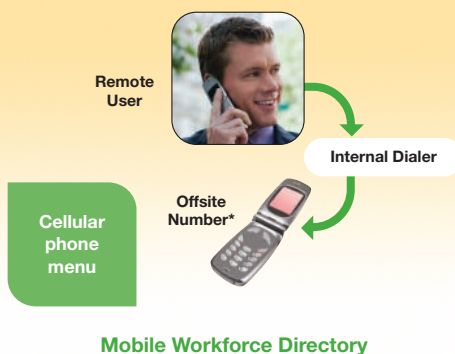 Remote
User
Internal Dialer
Offsite
Number*
Cellular
phone
menu
Mobile Workforce Directory